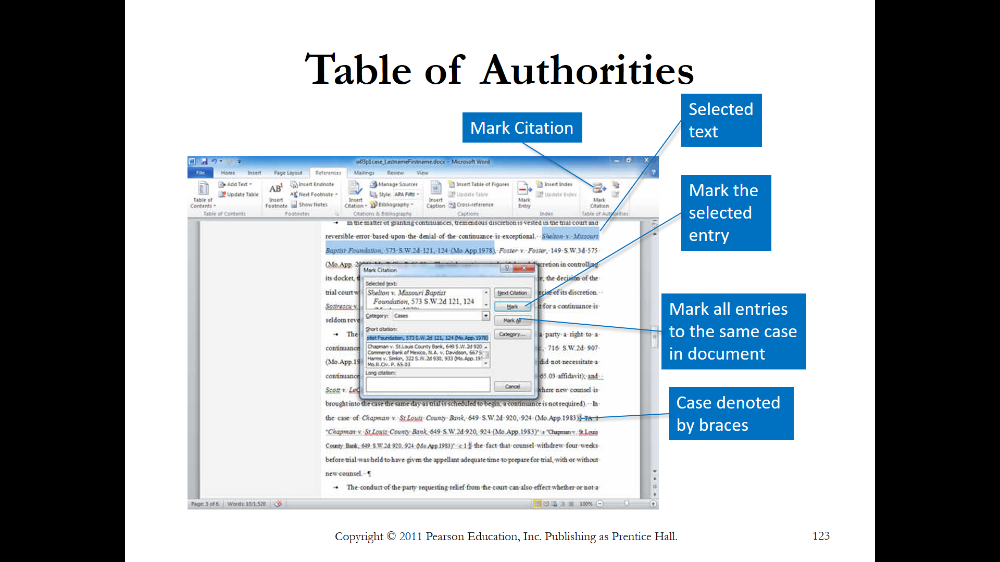 Table of Authorities
Mark Citation
Selected
text
Mark the
selected
entry
Mark all entries
to the same case
in document
Case denoted
by braces
w03p1case_LastnameFirstname.docx - Microsoft Word
File Home Insert Page Layout References Mailings Review View
Table of Contents
Add Text
Update Table
Table of Contents
AB1
Insert Footnote
Insert Endnote
Next Footnote
Show Notes
Footnotes
Insert Citation
Manage Sources
Style: APA Fifth
Bibliography
Citations & Bibliography
Insert Caption
Insert Table of Figures
Update Table
Cross-reference
Captions
Mark Entry
Insert Index
Update Index
Index
Mark Citation
Table of Authorities
In the matter of granting continuances, tremendous discretion is vested in the trial court and
reversible error based upon the denial of the continuance is exceptional. Shelton v. Missouri
Baptist Foundation, 573 S.W.2d 121, 124 (Mo.App.1978), Foster v. Foster, 149 S.W.3d 575
(Mo.App.
cretion in controlling
its docket,
e; the decision of the
trial court w
rcise of its discretion.
Sotirescu v.
t for a continuance is
seldom reve
The
a party a right to a
continuance
, 716 S.W.2d 907
(Mo.App.19
did not necessitate a
continuance
65.03 affidavit); and
Scott v. LeC
where new counsel is
brought into the case the same day as trial is scheduled to begin, a continuance is not required). In
the case of Chapman v. St.Louis County Bank, 649 S.W.2d 920, 924 (Mo.App.1983){ TA \l
"Chapman v. St.Louis County Bank, 649 S.W.2d 920, 924 (Mo.App.1983)" \s "Chapman v. St.Louis
County Bank, 649 S.W.2d 920, 924 (Mo.App.1983)" \c 1 } the fact that counsel withdrew four weeks
before trial was held to have given the appellant adequate time to prepare for trial, with or without
new counsel. ¶
The conduct of the party requesting relief from the court can also effect whether or not a
Mark Citation
Selected text:
Shelton v. Missouri Baptist
Foundation, 573 S.W.2d 121, 124
Category: Cases
Short citation:
ptist Foundation, 573 S.W.2d 121, 124 (Mo.App.1978)
Chapman v. St.Louis County Bank, 649 S.W.2d 920
Commerce Bank of Mexico, N.A. v. Davidson, 667 S
Harms v. Simkin, 322 S.W.2d 930, 933 (Mo.App. 19
Mo.R.Civ. P. 65.03
Long citation:
Next Citation
Mark
Mark All
Category...
Cancel
Page: 3 of 6 Words: 10/1,520 100%
Copyright © 2011 Pearson Education, Inc. Publishing as Prentice Hall.
123